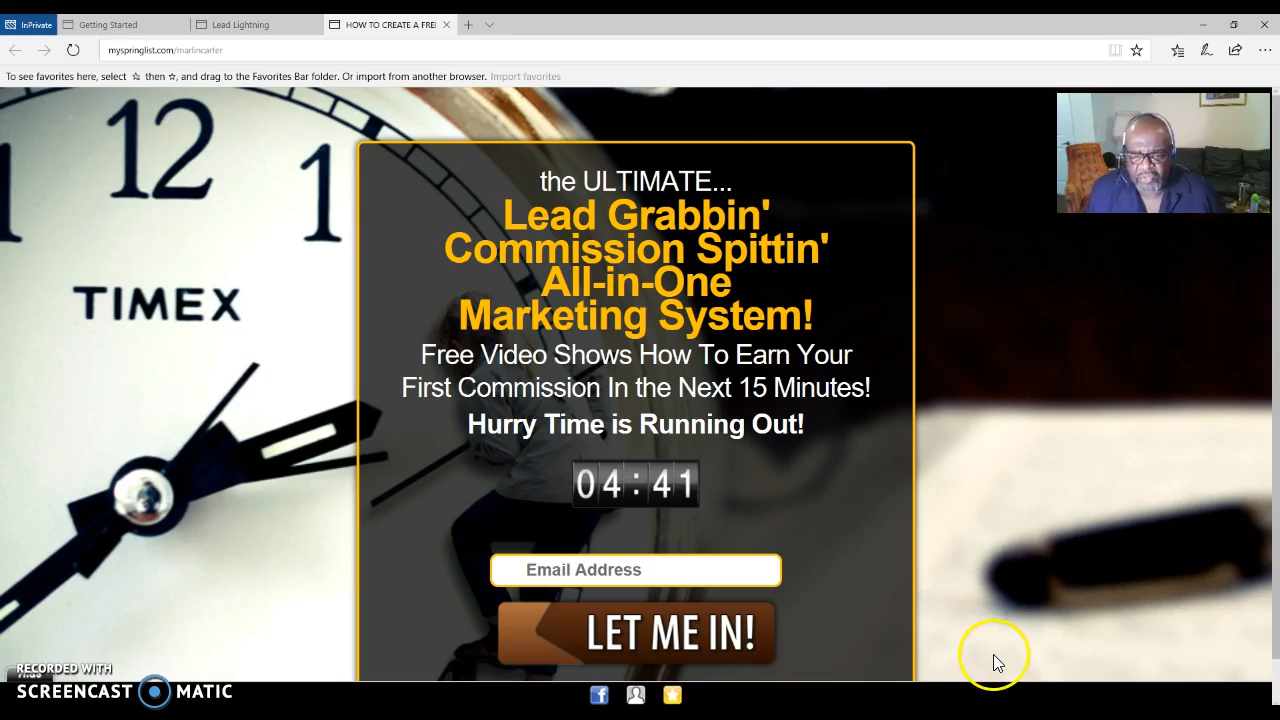 InPrivate
Getting Started
Lead Lightning
HOW TO CREATE A FREE
myspringlist.com/marlincarter
To see favorites here, select then, and drag to the Favorites Bar folder. Or import from another browser. Import favorites
12
1
1
TIMEX
the ULTIMATE...
Lead Grabbin'
Commission Spittin'
All-in-One
Marketing System!
Free Video Shows How To Earn Your
First Commission In the Next 15 Minutes!
Hurry Time is Running Out!
04:41
Email Address
LET ME IN!
RECORDED WITH
SCREENCAST MATIC